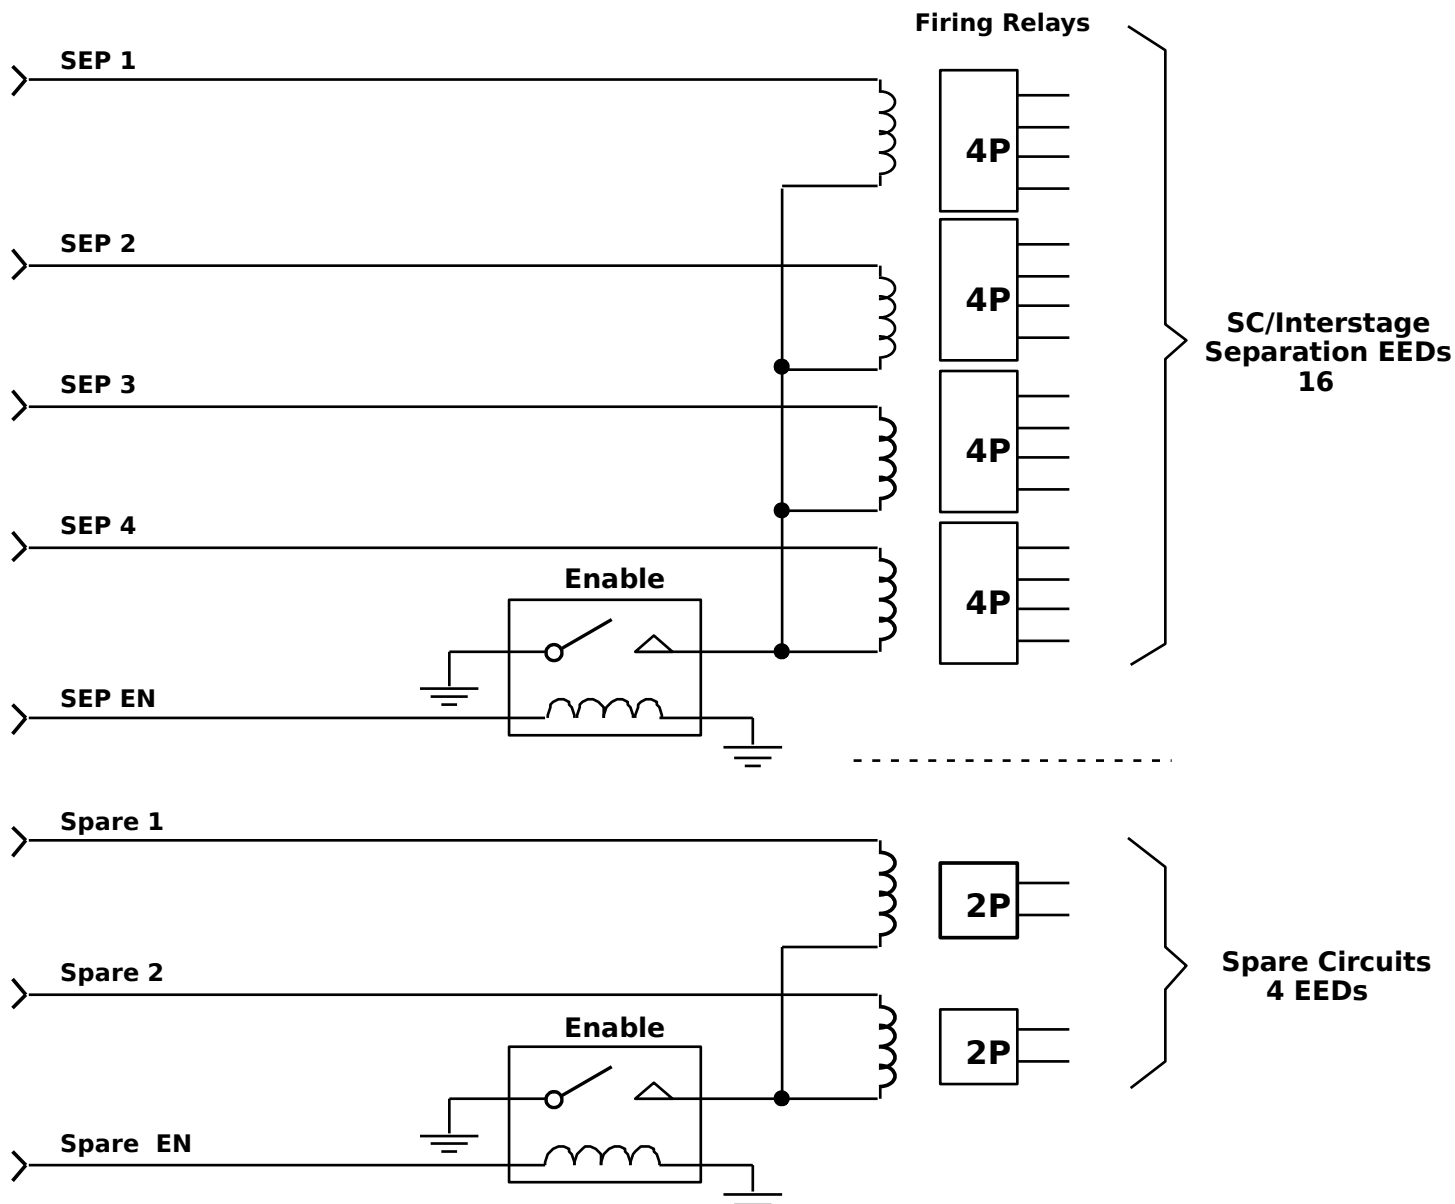 Firing Relays
SEP 1
4P
SEP 2
4P
SC/Interstage
Separation EEDs
16
SEP 3
4P
SEP 4
Enable
4P
SEP EN
Spare 1
2P
Spare 2
Spare Circuits
4 EEDs
Enable
2P
Spare EN